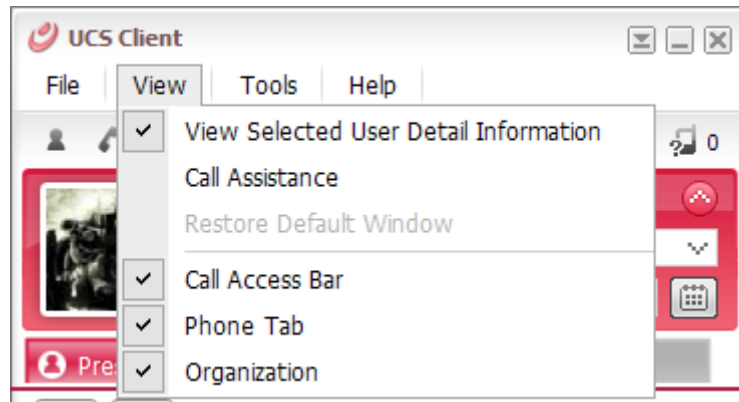 UCS Client
File View Tools Help
View Selected User Detail Information
0
Call Assistance
Restore Default Window
Call Access Bar
Phone Tab
Pre
Organization